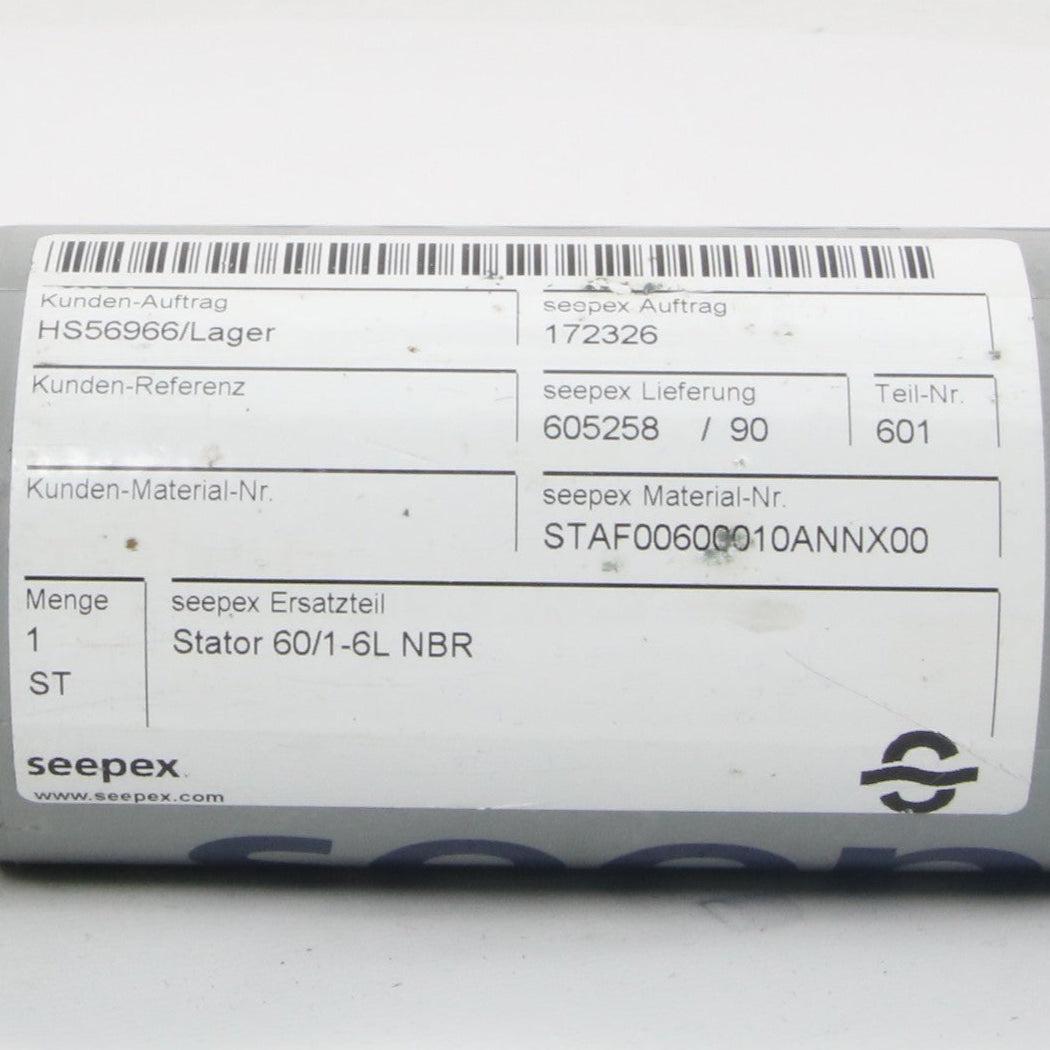 Kunden-Auftrag
HS56966/Lager
seepex Auftrag
172326
Kunden-Referenz
seepex Lieferung
605258 / 90
Teil-Nr.
601
Kunden-Material-Nr.
seepex Material-Nr.
STAF00600010ANNX00
Menge
1
ST
seepex Ersatzteil
Stator 60/1-6L NBR
seepex
www.seepex.com